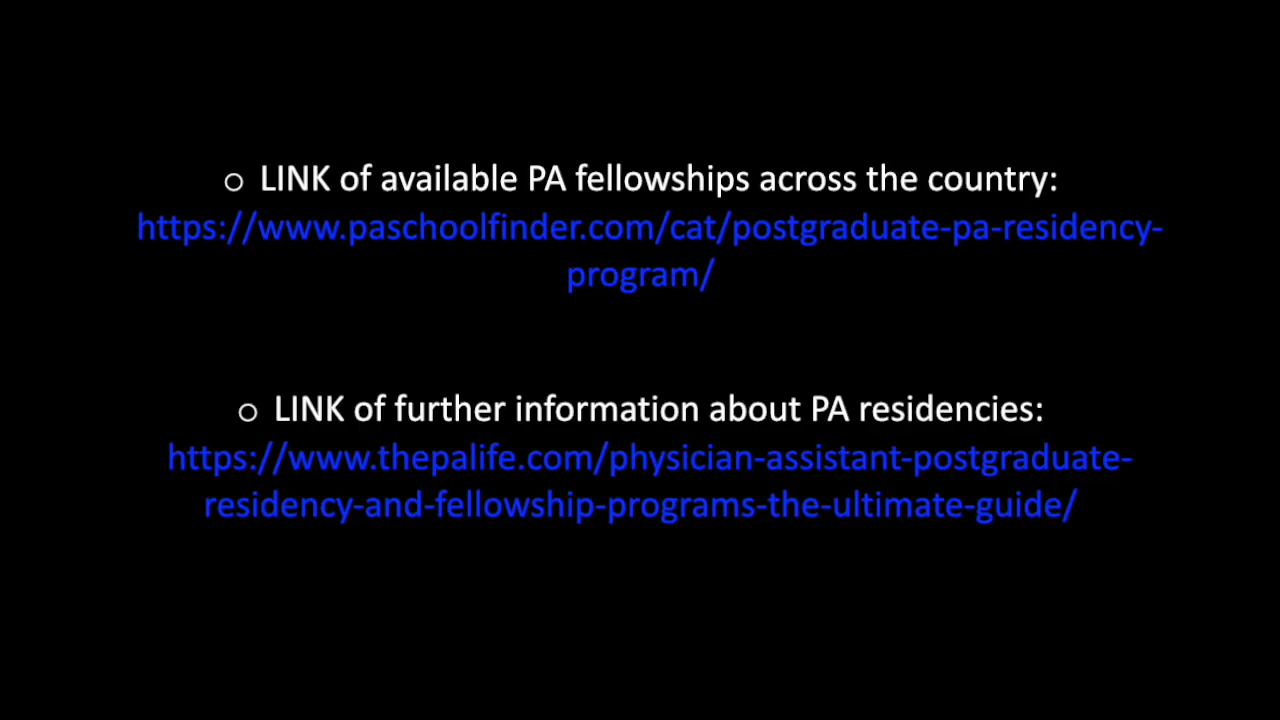 o LINK of available PA fellowships across the country:
https://www.paschoolfinder.com/cat/postgraduate-pa-residency-
program/
o LINK of further information about PA residencies:
https://www.thepalife.com/physician-assistant-postgraduate-
residency-and-fellowship-programs-the-ultimate-guide/